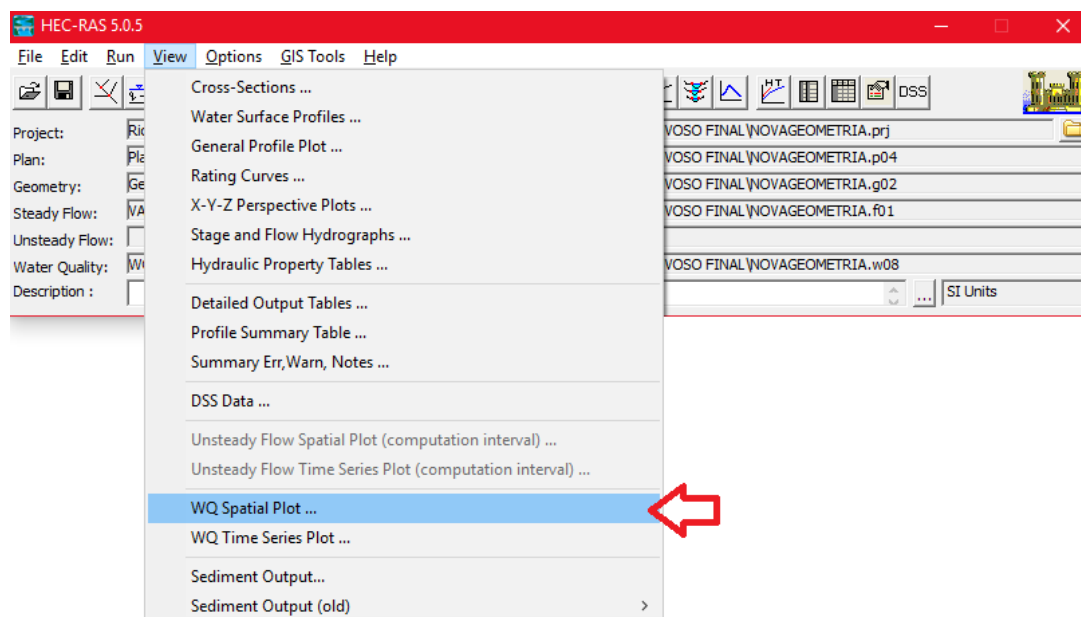 HEC-RAS 5.0.5
File Edit Run View Options GIS Tools Help
HT DSS
Project: VOSO FINAL\NOVAGEOMETRIA.prj
Plan: VOSO FINAL\NOVAGEOMETRIA.p04
Geometry: VOSO FINAL\NOVAGEOMETRIA.g02
Steady Flow: VOSO FINAL\NOVAGEOMETRIA.f01
Unsteady Flow:
Water Quality: VOSO FINAL\NOVAGEOMETRIA.w08
Description : ... SI Units
Cross-Sections ...
Water Surface Profiles ...
General Profile Plot ...
Rating Curves ...
X-Y-Z Perspective Plots ...
Stage and Flow Hydrographs ...
Hydraulic Property Tables ...
Detailed Output Tables ...
Profile Summary Table ...
Summary Err,Warn, Notes ...
DSS Data ...
Unsteady Flow Spatial Plot (computation interval) ...
Unsteady Flow Time Series Plot (computation interval) ...
WQ Spatial Plot ...
WQ Time Series Plot ...
Sediment Output...
Sediment Output (old)